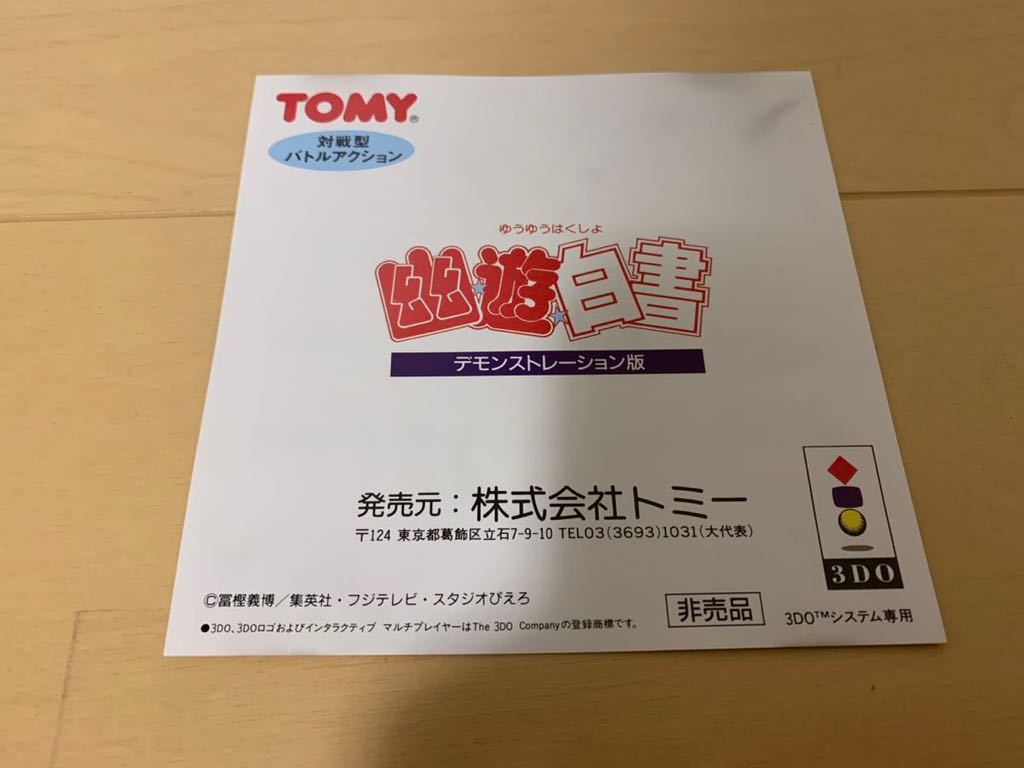 TOMY®
対戦型
バトルアクション
ゆうゆうはくしょ
幽★遊★白書
デモンストレーション版
発売元：株式会社トミー
〒124 東京都葛飾区立石7-9-10 TEL03(3693)1031(大代表)
3DO
©冨樫義博／集英社・フジテレビ・スタジオぴえろ
非売品
3DO™システム専用
●3DO、3DOロゴおよびインタラクティブ マルチプレイヤーはThe 3DO Companyの登録商標です。